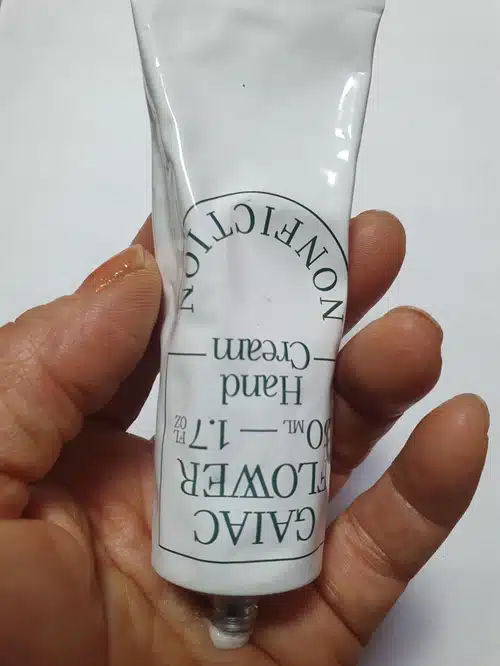 GAIAC
FLOWER
50 ML — 1.7 FL OZ
Hand
Cream
NONFICTION